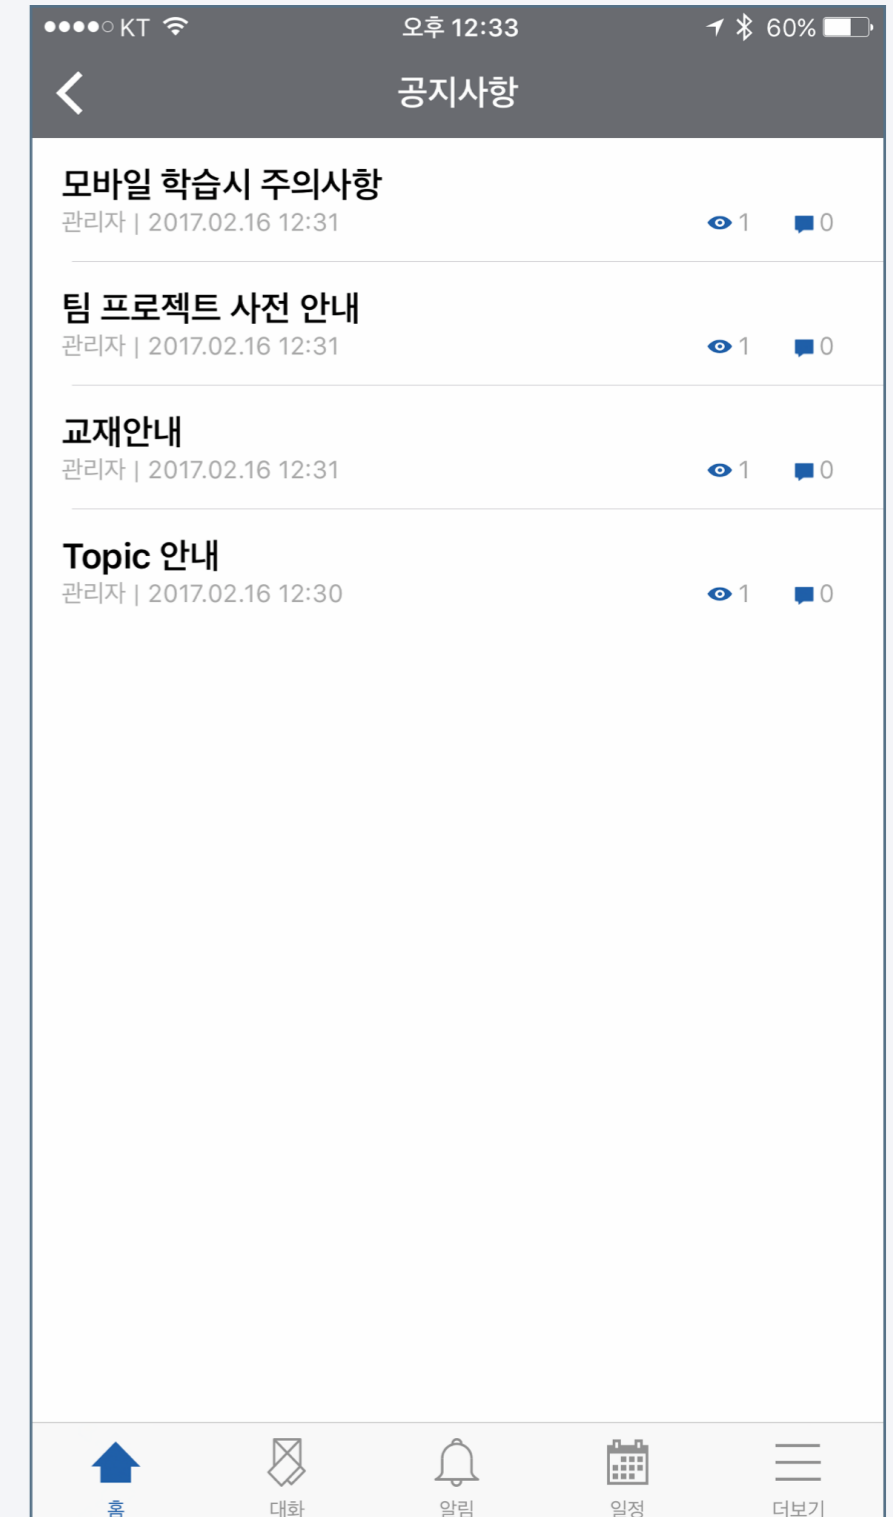 KT 오후 12:33 60%
공지사항
모바일 학습시 주의사항
관리자 | 2017.02.16 12:31 1 0
팀 프로젝트 사전 안내
관리자 | 2017.02.16 12:31 1 0
교재안내
관리자 | 2017.02.16 12:31 1 0
Topic 안내
관리자 | 2017.02.16 12:30 1 0
홈 대화 알림 일정 더보기